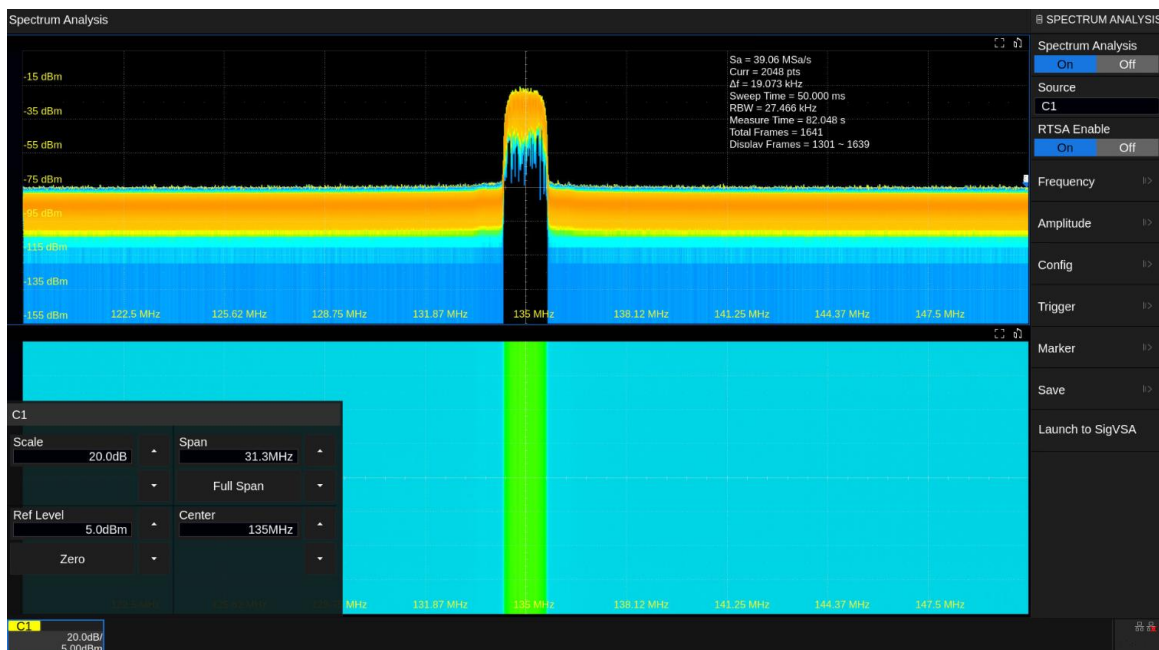 Spectrum Analysis
SPECTRUM ANALYSIS
Sa = 39.06 MSa/s
Curr = 2048 pts
Δf = 19.073 kHz
Sweep Time = 50.000 ms
RBW = 27.466 kHz
Measure Time = 82.048 s
Total Frames = 1641
Display Frames = 1301 ~ 1639
-15 dBm
-35 dBm
-55 dBm
-75 dBm
-95 dBm
-115 dBm
-135 dBm
-155 dBm
122.5 MHz 125.62 MHz 128.75 MHz 131.87 MHz 135 MHz 138.12 MHz 141.25 MHz 144.37 MHz 147.5 MHz
Spectrum Analysis
On Off
Source
C1
RTSA Enable
On Off
Frequency
Amplitude
Config
Trigger
Marker
Save
Launch to SigVSA
C1
Scale Span
20.0dB 31.3MHz
Full Span
Ref Level Center
5.0dBm 135MHz
Zero
MHz 131.87 MHz 135 MHz 138.12 MHz 141.25 MHz 144.37 MHz 147.5 MHz
C1
20.0dB/
5.00dBm